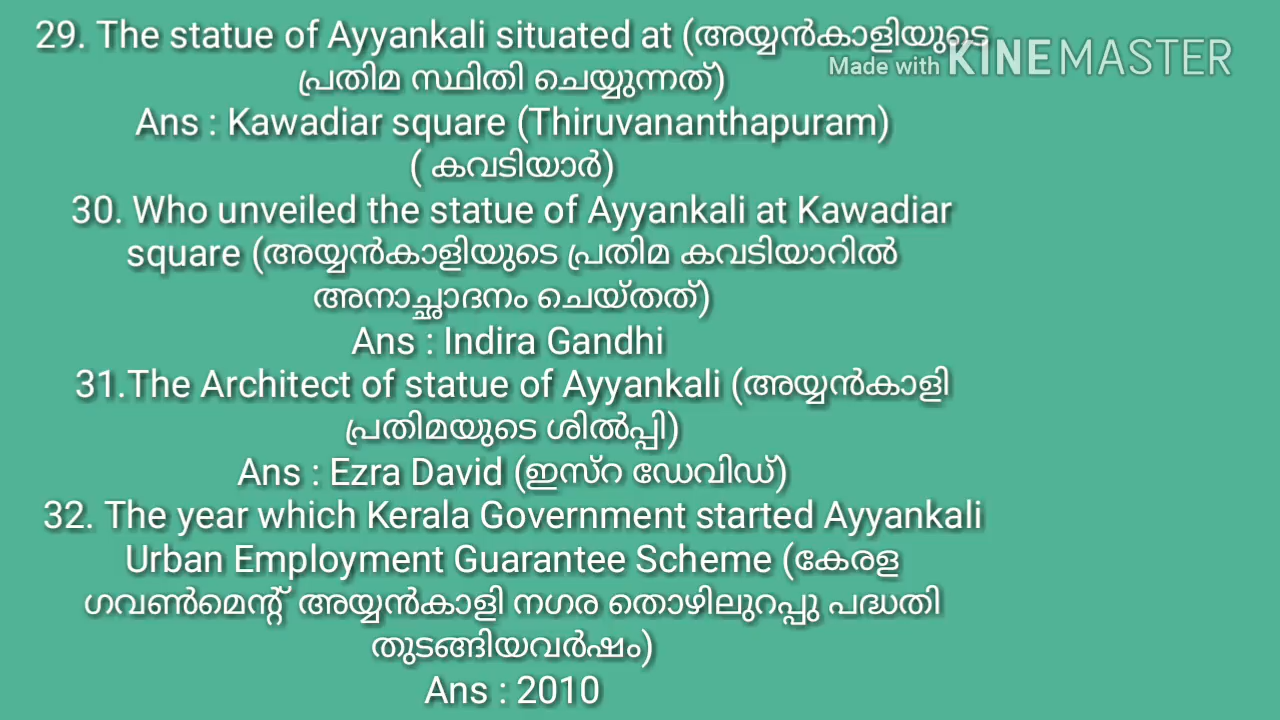 29. The statue of Ayyankali situated at (അയ്യൻകാളിയുടെ
പ്രതിമ സ്ഥിതി ചെയ്യുന്നത്)
Made with KINEMASTER
Ans : Kawadiar square (Thiruvananthapuram)
( കവടിയാർ)
30. Who unveiled the statue of Ayyankali at Kawadiar
square (അയ്യൻകാളിയുടെ പ്രതിമ കവടിയാറിൽ
അനാച്ഛാദനം ചെയ്തത്)
Ans : Indira Gandhi
31.The Architect of statue of Ayyankali (അയ്യൻകാളി
പ്രതിമയുടെ ശിൽപ്പി)
Ans : Ezra David (ഇസ്റ ഡേവിഡ്)
32. The year which Kerala Government started Ayyankali
Urban Employment Guarantee Scheme (കേരള
ഗവൺമെന്റ് അയ്യൻകാളി നഗര തൊഴിലുറപ്പു പദ്ധതി
തുടങ്ങിയവർഷം)
Ans : 2010